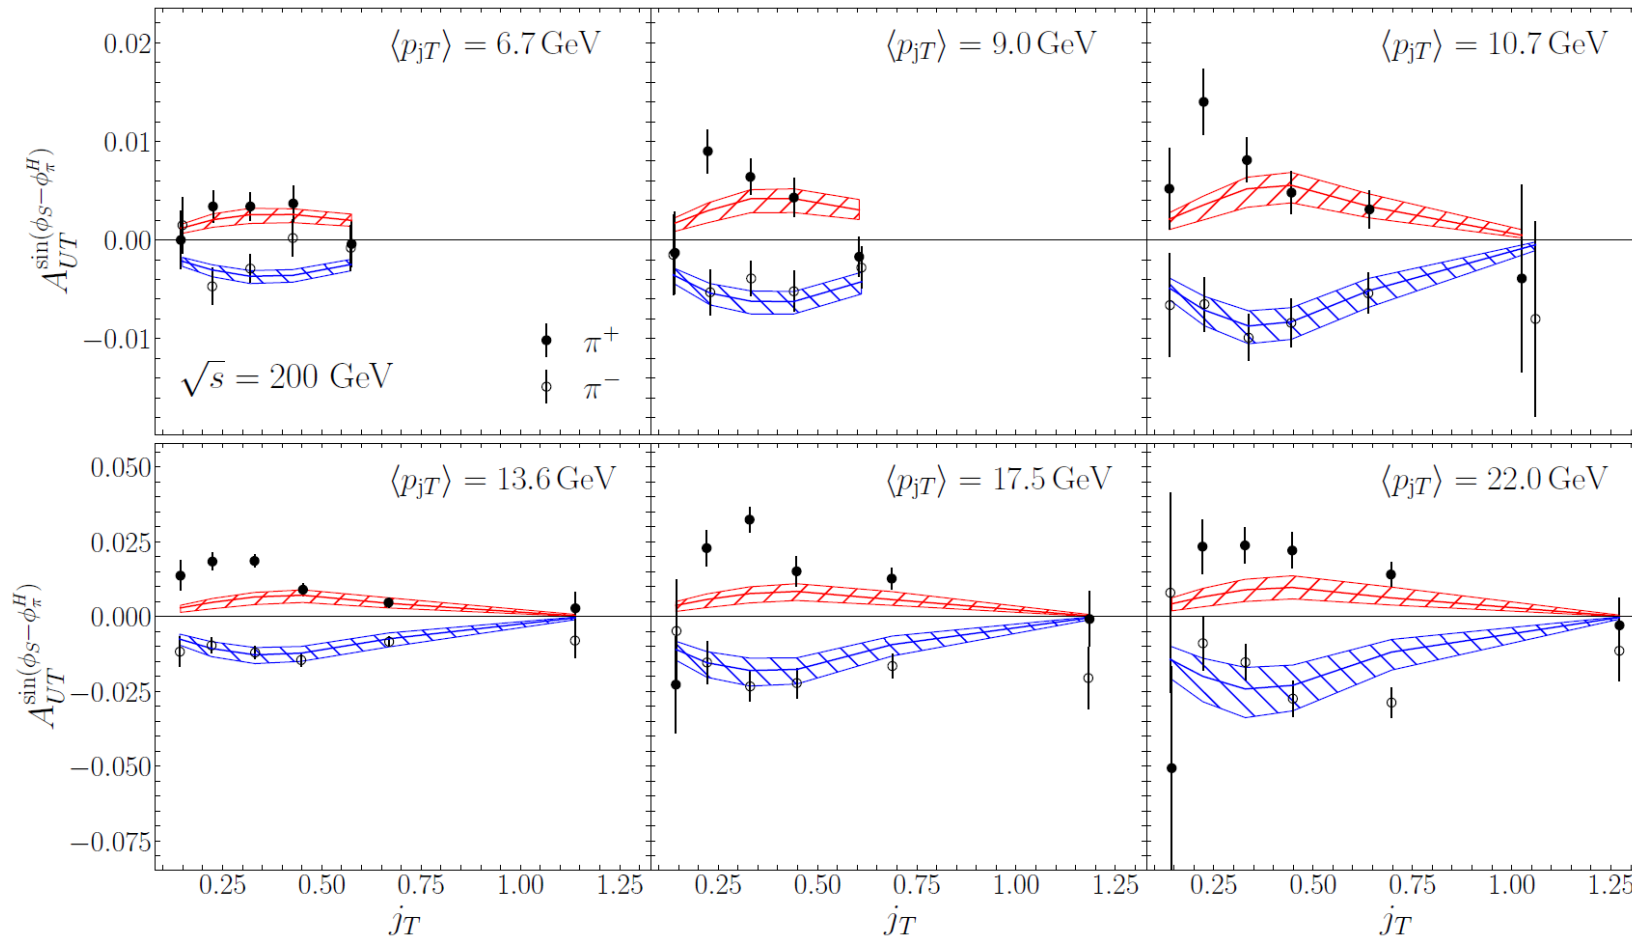 ⟨p_jT⟩ = 6.7 GeV
⟨p_jT⟩ = 9.0 GeV
⟨p_jT⟩ = 10.7 GeV
0.02
0.01
0.00
−0.01
A_UT^sin(ϕ_S−ϕ_π^H)
√s = 200 GeV
π⁺
π⁻
⟨p_jT⟩ = 13.6 GeV
⟨p_jT⟩ = 17.5 GeV
⟨p_jT⟩ = 22.0 GeV
0.050
0.025
0.000
−0.025
−0.050
−0.075
A_UT^sin(ϕ_S−ϕ_π^H)
0.25 0.50 0.75 1.00 1.25
0.25 0.50 0.75 1.00 1.25
0.25 0.50 0.75 1.00 1.25
j_T
j_T
j_T